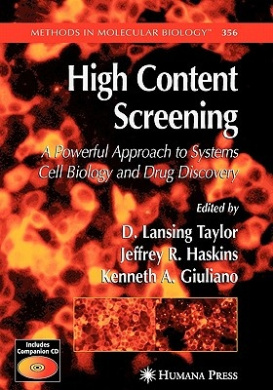 METHODS IN MOLECULAR BIOLOGY™ 356
High Content
Screening
A Powerful Approach to Systems
Cell Biology and Drug Discovery
Edited by
D. Lansing Taylor
Jeffrey R. Haskins
Kenneth A. Giuliano
Includes
Companion CD
HUMANA PRESS